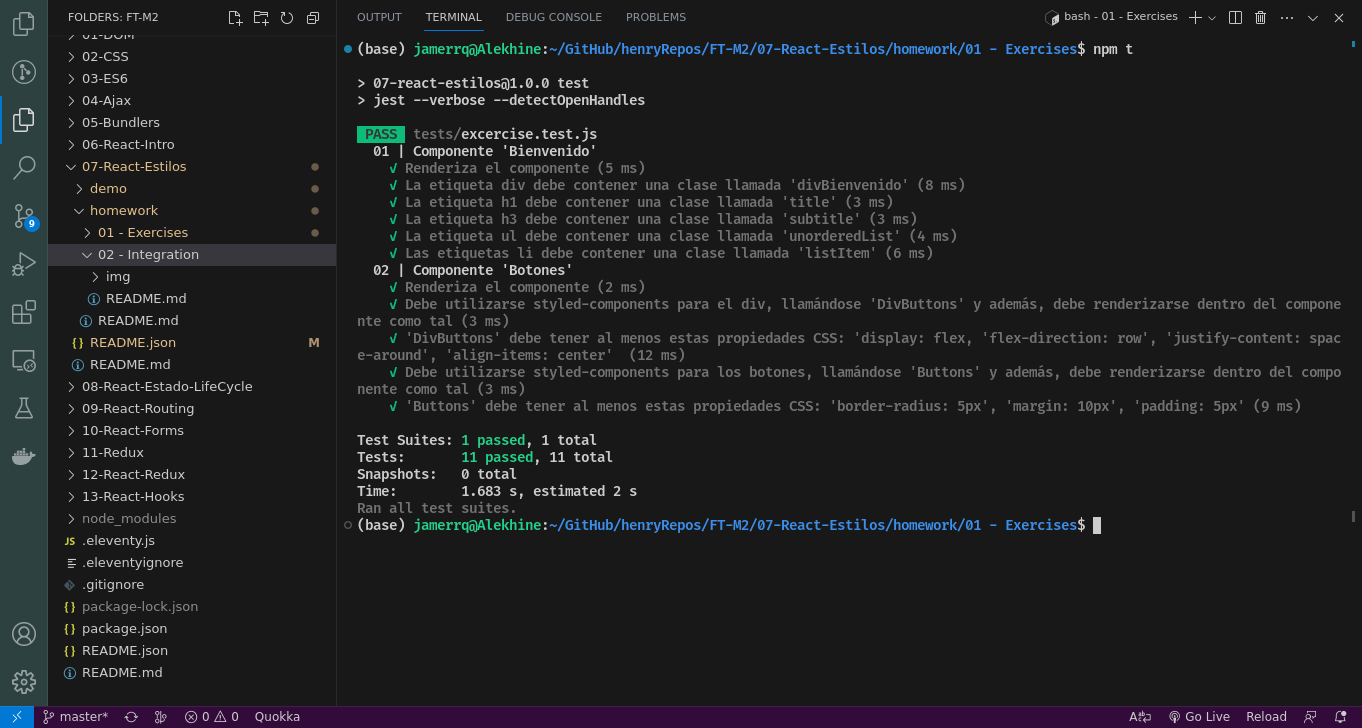 FOLDERS: FT-M2
01-DOM
02-CSS
03-ES6
04-Ajax
05-Bundlers
06-React-Intro
07-React-Estilos
demo
homework
01 - Exercises
02 - Integration
img
README.md
README.md
README.json M
README.md
08-React-Estado-LifeCycle
09-React-Routing
10-React-Forms
11-Redux
12-React-Redux
13-React-Hooks
node_modules
JS .eleventy.js
.eleventyignore
.gitignore
{} package-lock.json
{} package.json
{} README.json
README.md
9
OUTPUT TERMINAL DEBUG CONSOLE PROBLEMS
bash - 01 - Exercises
(base) jamerrq@Alekhine:~/GitHub/henryRepos/FT-M2/07-React-Estilos/homework/01 - Exercises$ npm t
> 07-react-estilos@1.0.0 test
> jest --verbose --detectOpenHandles
PASS tests/excercise.test.js
01 | Componente 'Bienvenido'
√ Renderiza el componente (5 ms)
√ La etiqueta div debe contener una clase llamada 'divBienvenido' (8 ms)
√ La etiqueta h1 debe contener una clase llamada 'title' (3 ms)
√ La etiqueta h3 debe contener una clase llamada 'subtitle' (3 ms)
√ La etiqueta ul debe contener una clase llamada 'unorderedList' (4 ms)
√ Las etiquetas li debe contener una clase llamada 'listItem' (6 ms)
02 | Componente 'Botones'
√ Renderiza el componente (2 ms)
√ Debe utilizarse styled-components para el div, llamándose 'DivButtons' y además, debe renderizarse dentro del compone
nte como tal (3 ms)
√ 'DivButtons' debe tener al menos estas propiedades CSS: 'display: flex, 'flex-direction: row', 'justify-content: spac
e-around', 'align-items: center'  (12 ms)
√ Debe utilizarse styled-components para los botones, llamándose 'Buttons' y además, debe renderizarse dentro del compo
nente como tal (3 ms)
√ 'Buttons' debe tener al menos estas propiedades CSS: 'border-radius: 5px', 'margin: 10px', 'padding: 5px' (9 ms)
Test Suites: 1 passed, 1 total
Tests: 11 passed, 11 total
Snapshots: 0 total
Time: 1.683 s, estimated 2 s
Ran all test suites.
(base) jamerrq@Alekhine:~/GitHub/henryRepos/FT-M2/07-React-Estilos/homework/01 - Exercises$
master* 0 0 Quokka Go Live Reload